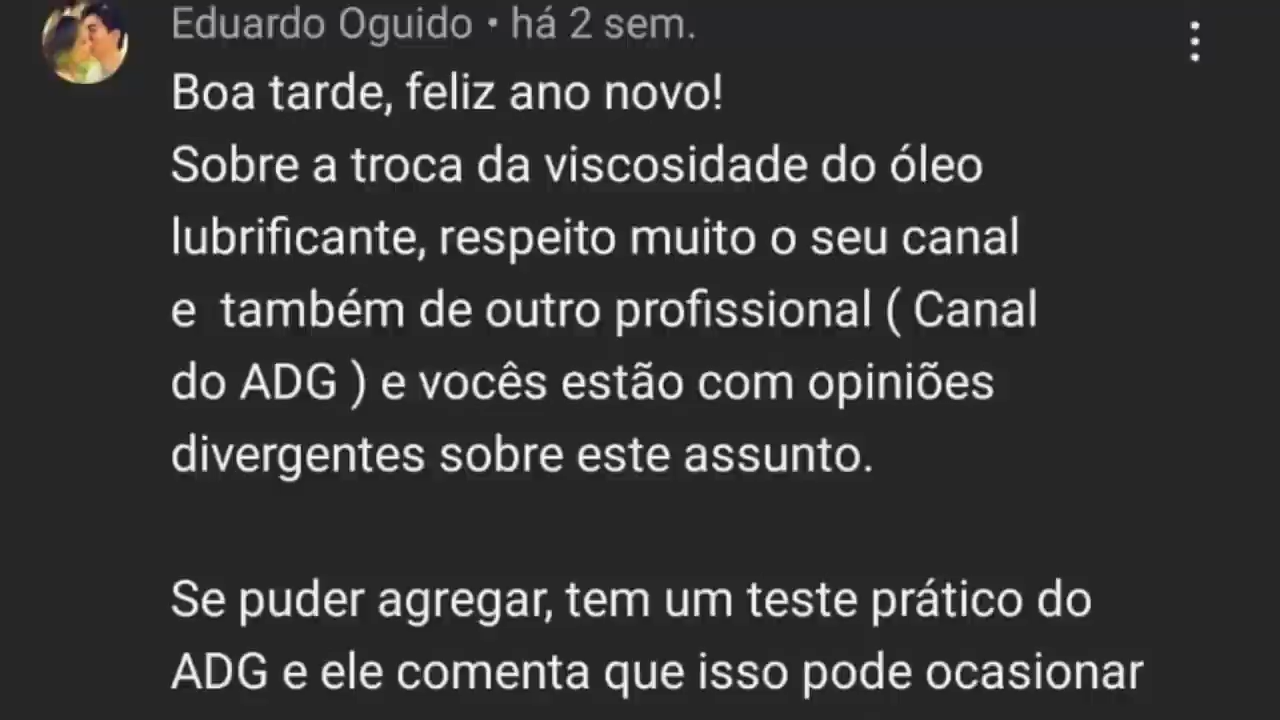 Eduardo Oguido • há 2 sem.
Boa tarde, feliz ano novo!
Sobre a troca da viscosidade do óleo
lubrificante, respeito muito o seu canal
e  também de outro profissional ( Canal
do ADG ) e vocês estão com opiniões
divergentes sobre este assunto.
Se puder agregar, tem um teste prático do
ADG e ele comenta que isso pode ocasionar